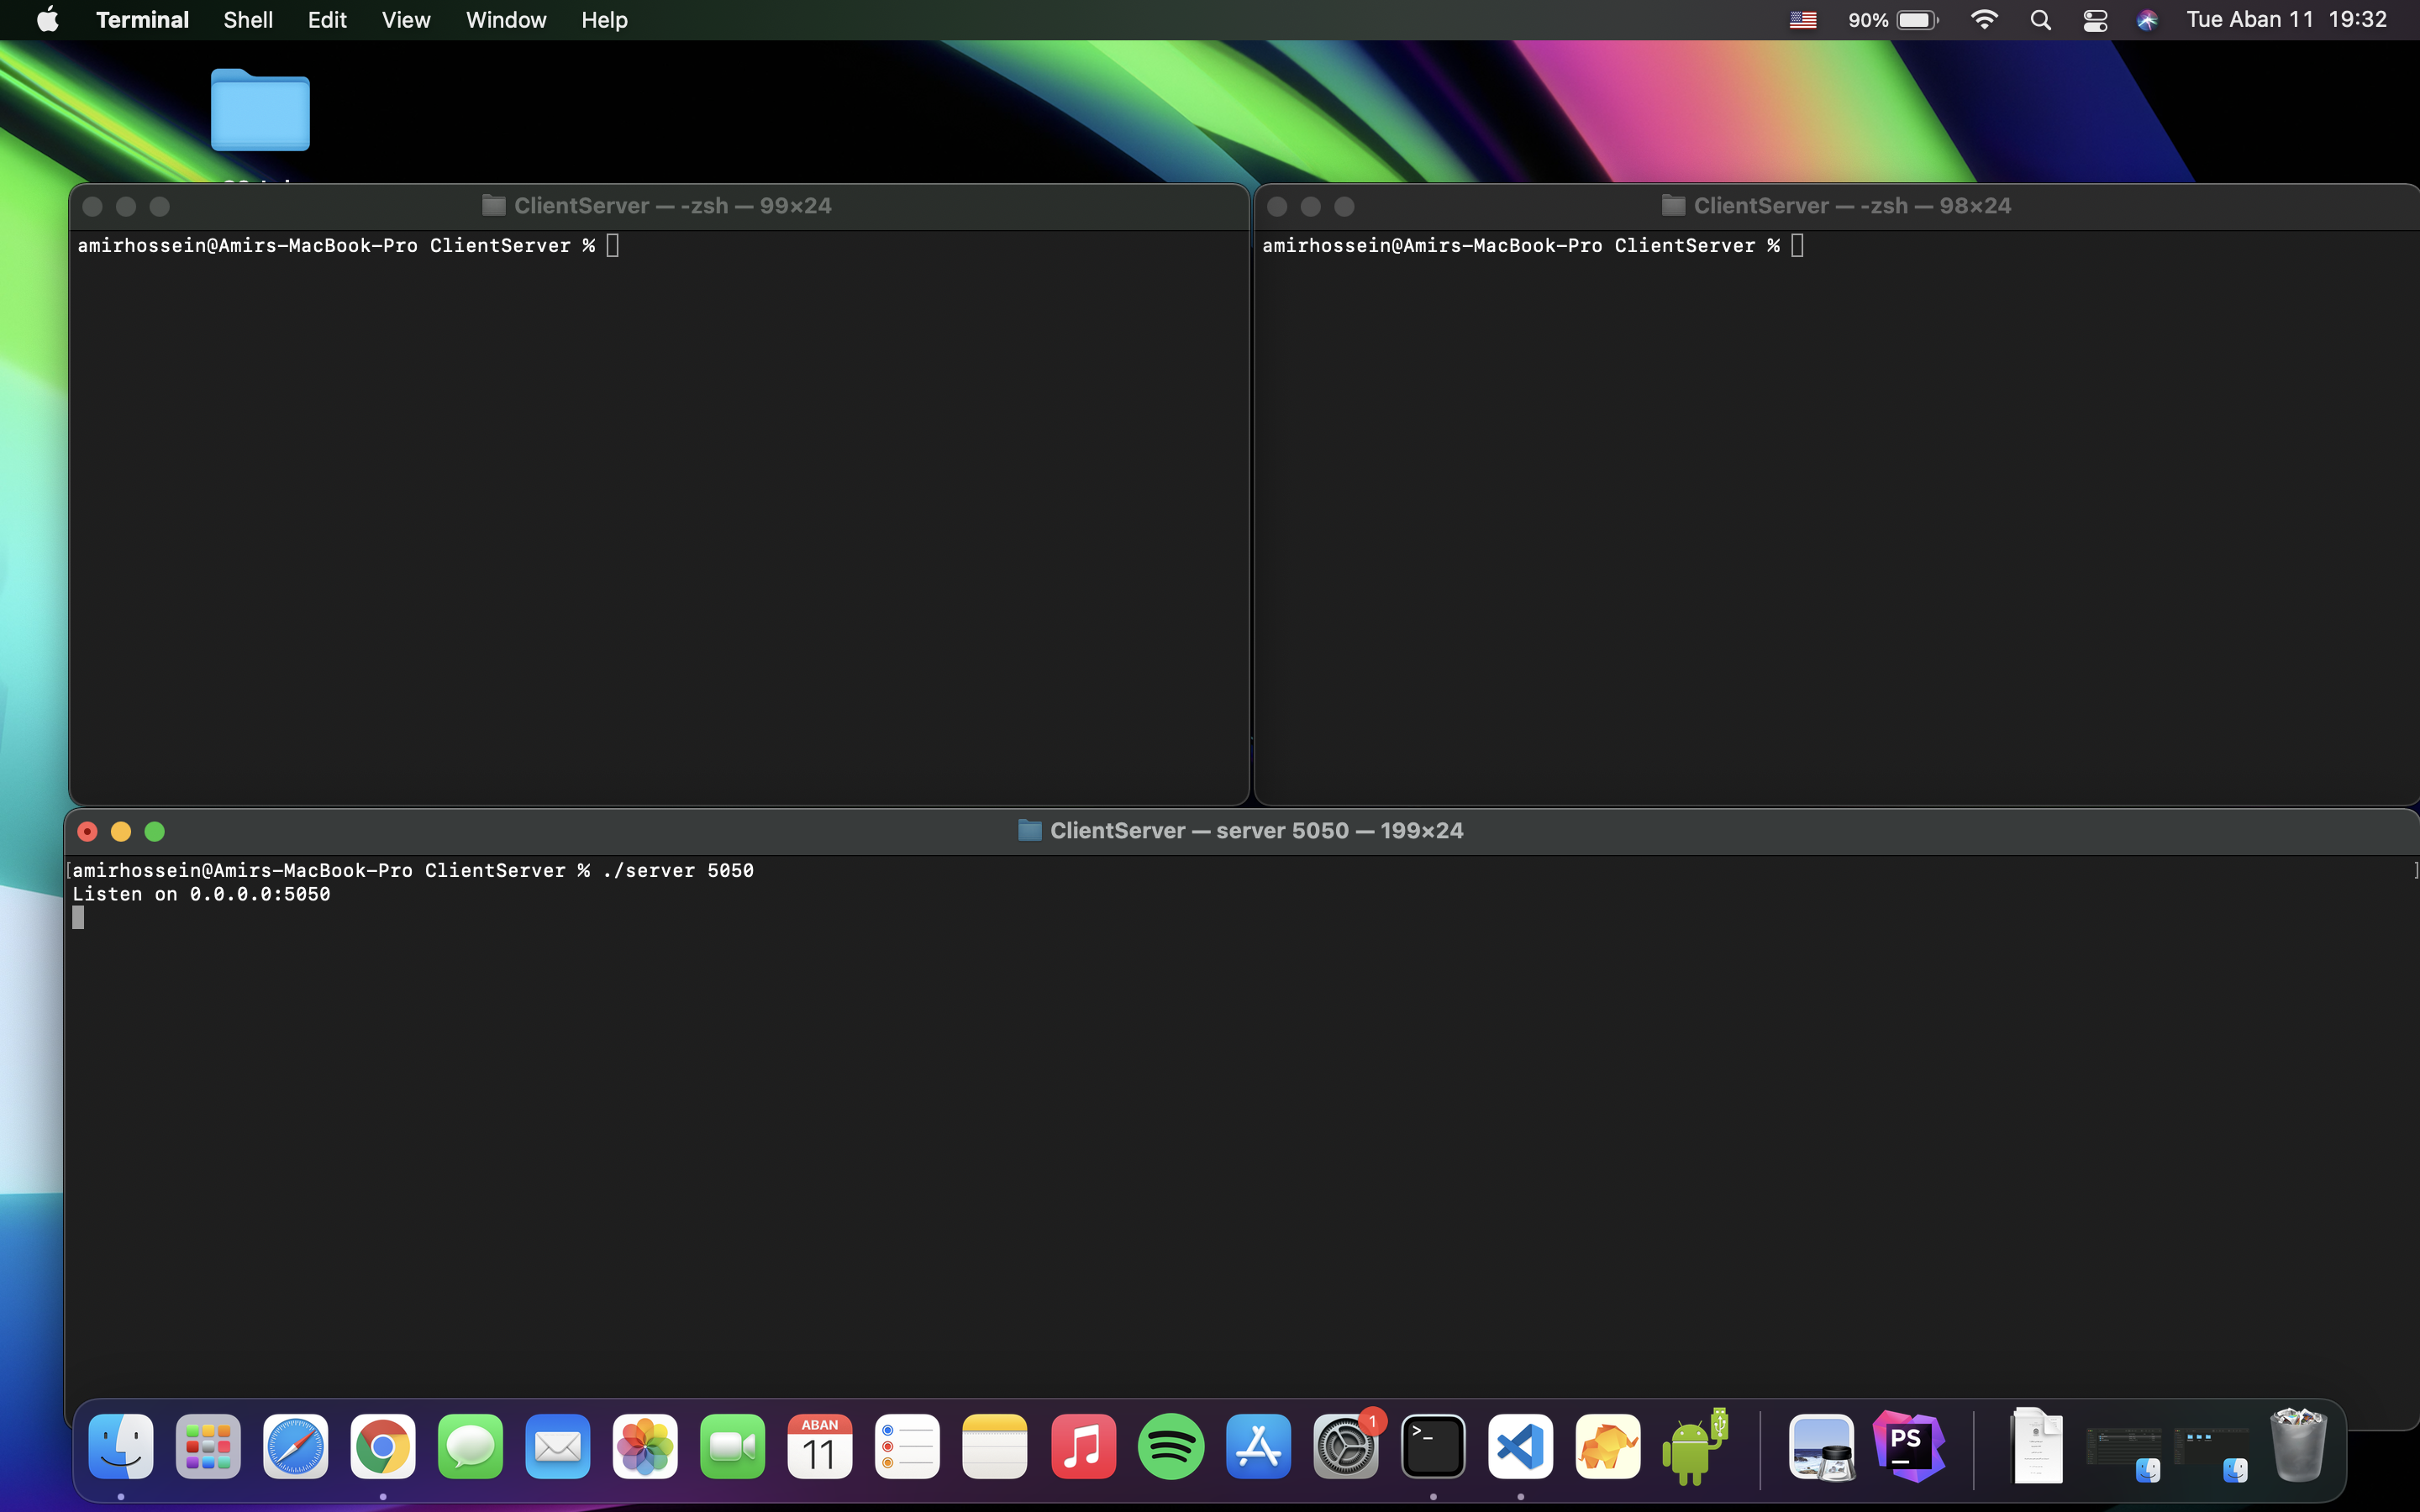 Terminal Shell Edit View Window Help 90% Tue Aban 11 19:32
ClientServer — -zsh — 99×24
amirhossein@Amirs-MacBook-Pro ClientServer %
ClientServer — -zsh — 98×24
amirhossein@Amirs-MacBook-Pro ClientServer %
ClientServer — server 5050 — 199×24
[amirhossein@Amirs-MacBook-Pro ClientServer % ./server 5050 ]
Listen on 0.0.0.0:5050
ABAN
11
1
>_
PS